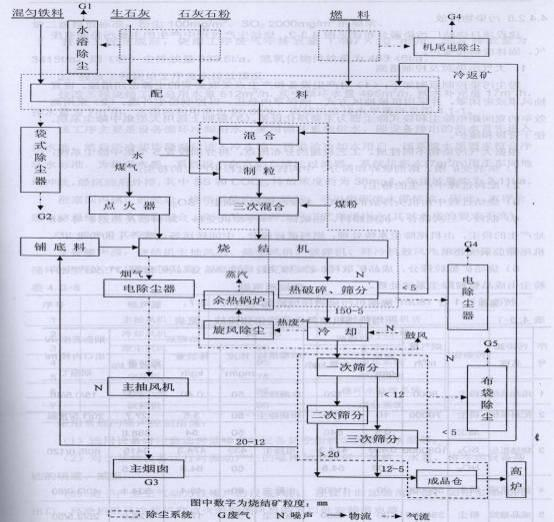 G1
G4
混匀铁料
生石灰
石灰石粉
燃料
水浴除尘
机尾电除尘
冷返矿
配料
混合
袋式除尘器
水
煤气
制粒
G2
点火器
二次混合
煤粉
铺底料
烧结机
G4
烟气
蒸汽
N
电除尘器
余热锅炉
热破碎、筛分
<5
电除尘器
150-5
热废气
旋风除尘
冷却
N
鼓风
N
G5
一次筛分
N
主抽风机
<12
布袋除尘
二次筛分
三次筛分
<5
20-12
>20
12-5
主烟囱
成品仓
高炉
G3
图中数字为烧结矿粒度：mm
除尘系统 G废气 N噪声 物流 气流